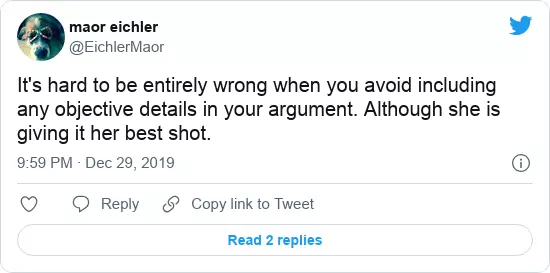 maor eichler
@EichlerMaor
It's hard to be entirely wrong when you avoid including
any objective details in your argument. Although she is
giving it her best shot.
9:59 PM · Dec 29, 2019
Reply
Copy link to Tweet
Read 2 replies